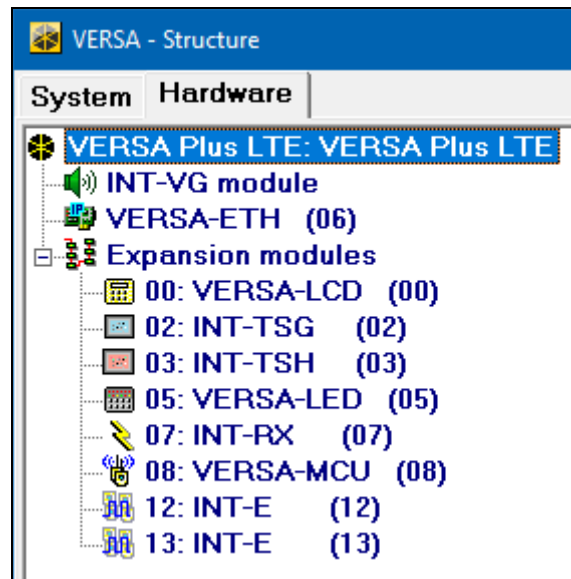 VERSA - Structure
System Hardware
VERSA Plus LTE: VERSA Plus LTE
INT-VG module
IP VERSA-ETH (06)
Expansion modules
00: VERSA-LCD (00)
02: INT-TSG (02)
03: INT-TSH (03)
05: VERSA-LED (05)
07: INT-RX (07)
08: VERSA-MCU (08)
12: INT-E (12)
13: INT-E (13)